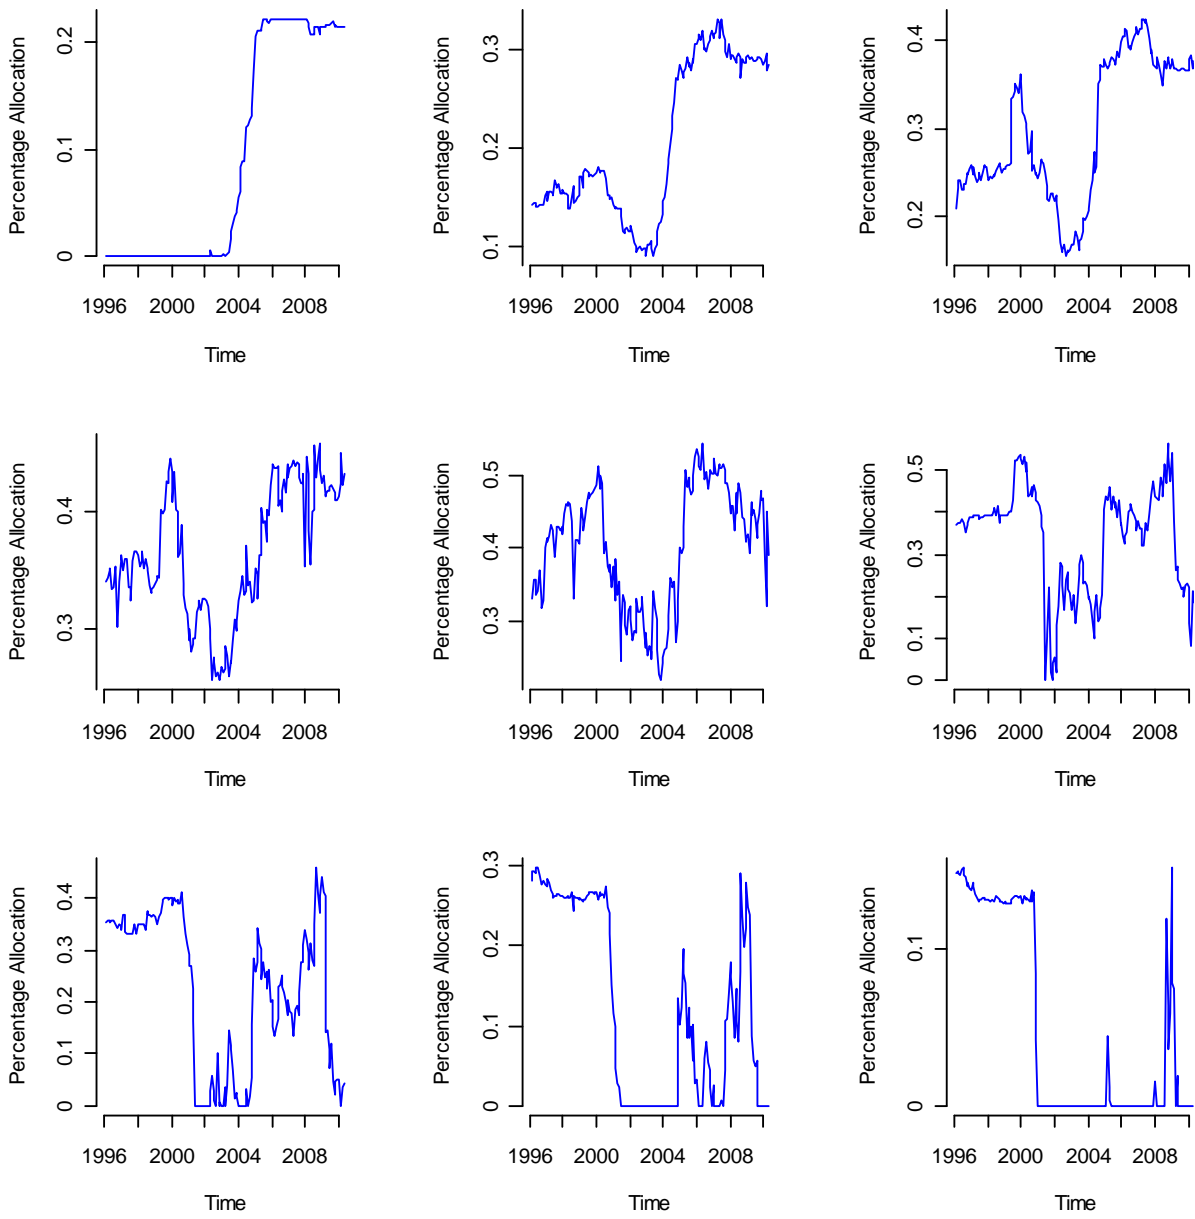 Percentage Allocation
0 0.1 0.2
1996 2000 2004 2008
Time
Percentage Allocation
0.1 0.2 0.3
1996 2000 2004 2008
Time
Percentage Allocation
0.2 0.3 0.4
1996 2000 2004 2008
Time
Percentage Allocation
0.3 0.4
1996 2000 2004 2008
Time
Percentage Allocation
0.3 0.4 0.5
1996 2000 2004 2008
Time
Percentage Allocation
0 0.1 0.3 0.5
1996 2000 2004 2008
Time
Percentage Allocation
0 0.1 0.2 0.3 0.4
1996 2000 2004 2008
Time
Percentage Allocation
0 0.1 0.2 0.3
1996 2000 2004 2008
Time
Percentage Allocation
0 0.1
1996 2000 2004 2008
Time